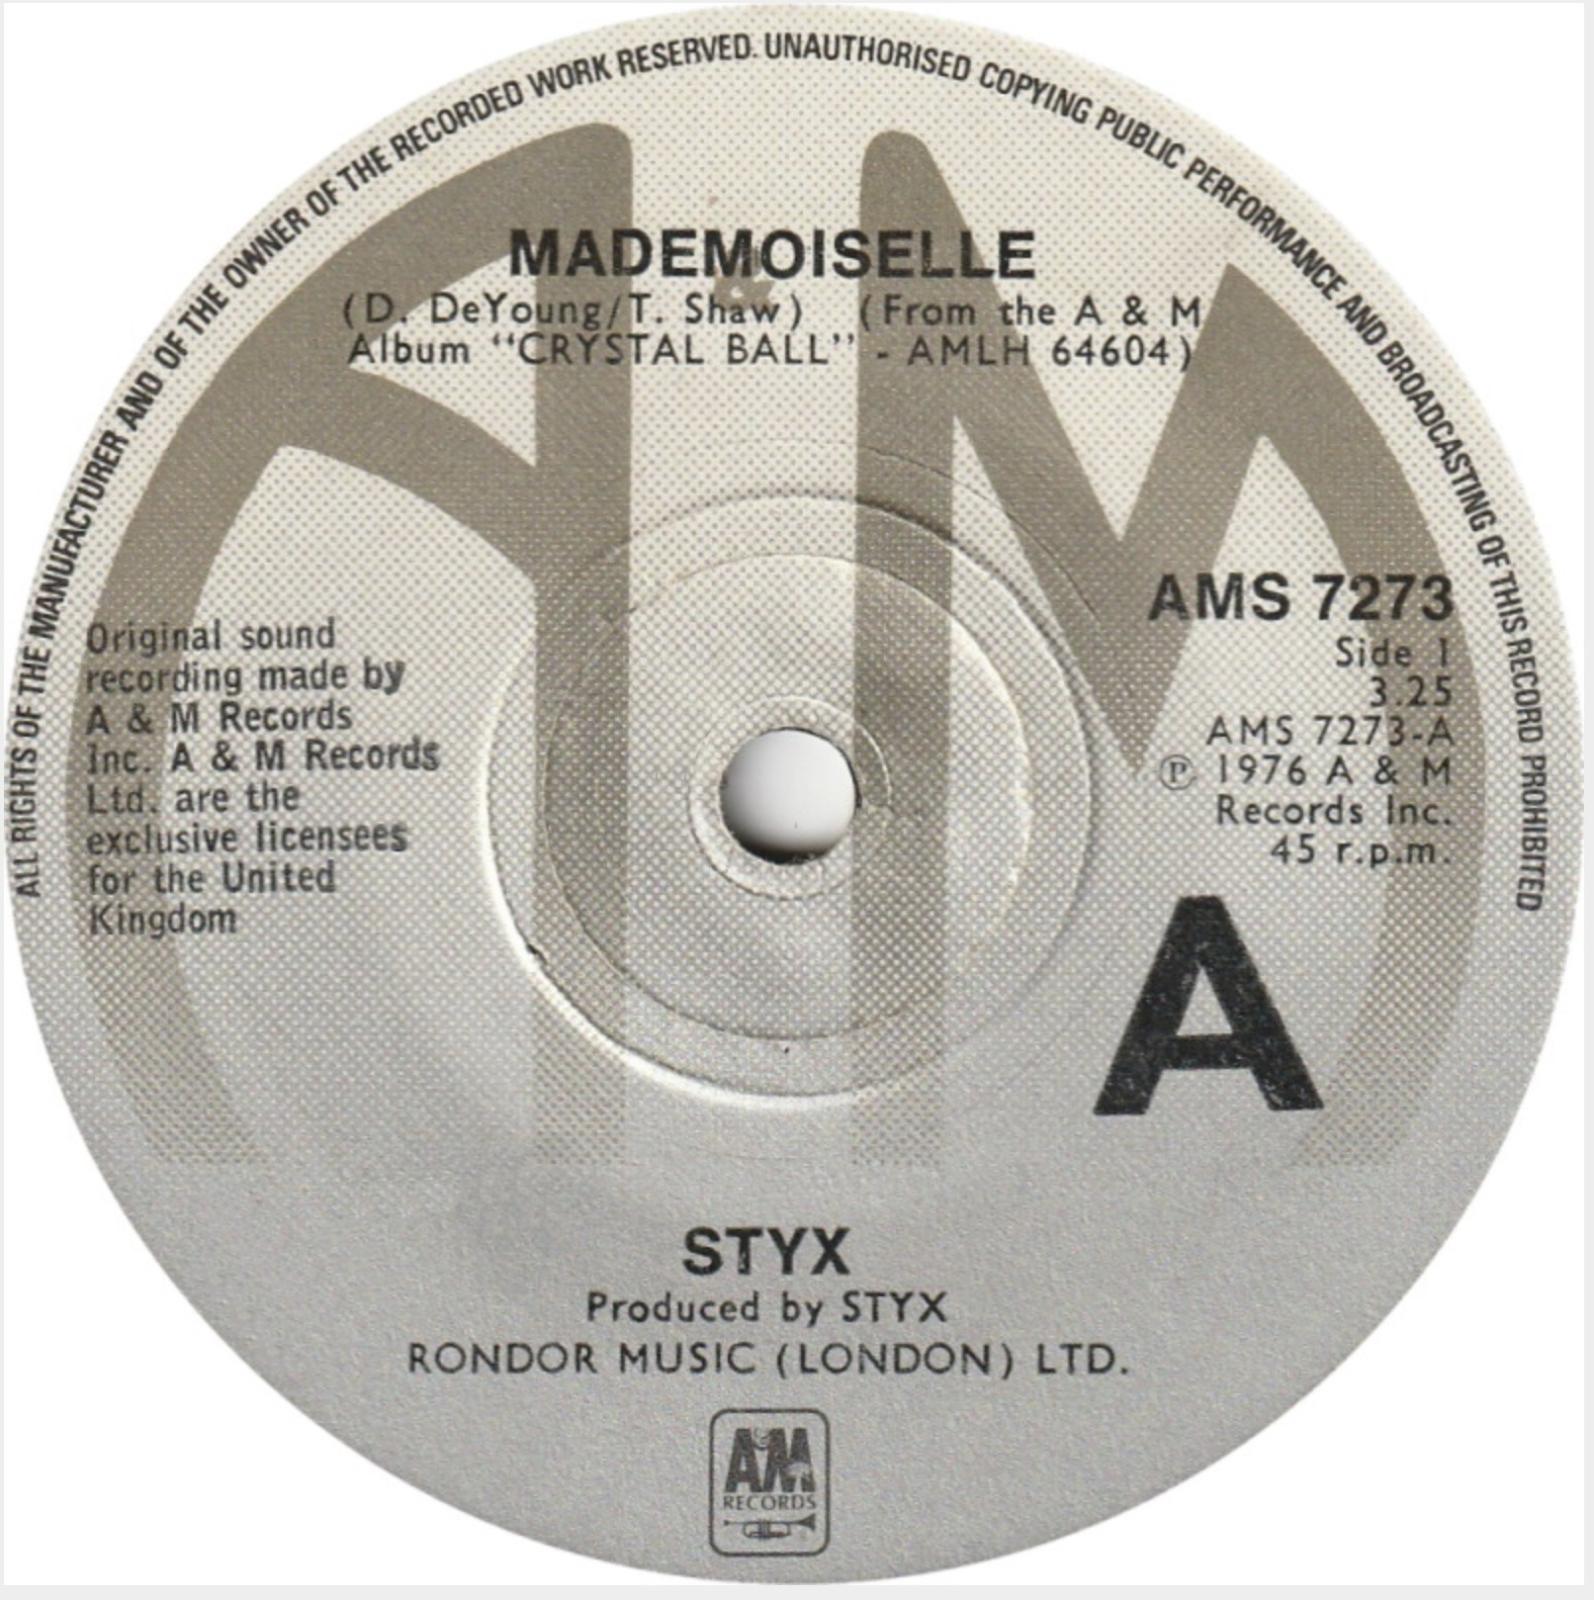 ALL RIGHTS OF THE MANUFACTURER AND OF THE OWNER OF THE RECORDED WORK RESERVED. UNAUTHORISED COPYING PUBLIC PERFORMANCE AND BROADCASTING OF THIS RECORD PROHIBITED
AM
MADEMOISELLE
(D. DeYoung/T. Shaw) (From the A & M
Album “CRYSTAL BALL” - AMLH 64604)
Original sound
recording made by
A & M Records
Inc. A & M Records
Ltd. are the
exclusive licensees
for the United
Kingdom
AMS 7273
Side 1
3.25
AMS 7273-A
℗ 1976 A & M
Records Inc.
45 r.p.m.
A
STYX
Produced by STYX
RONDOR MUSIC (LONDON) LTD.
A&M
RECORDS